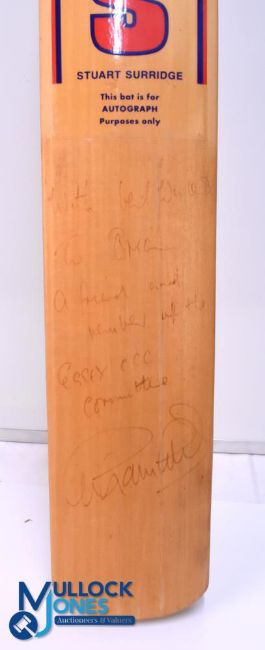 S
STUART SURRIDGE
This bat is for
AUTOGRAPH
Purposes only
With best wishes
To Brian
A friend and
member of the
Essex CCC
Committee
MULLOCK
JONES
Auctioneers & Valuers